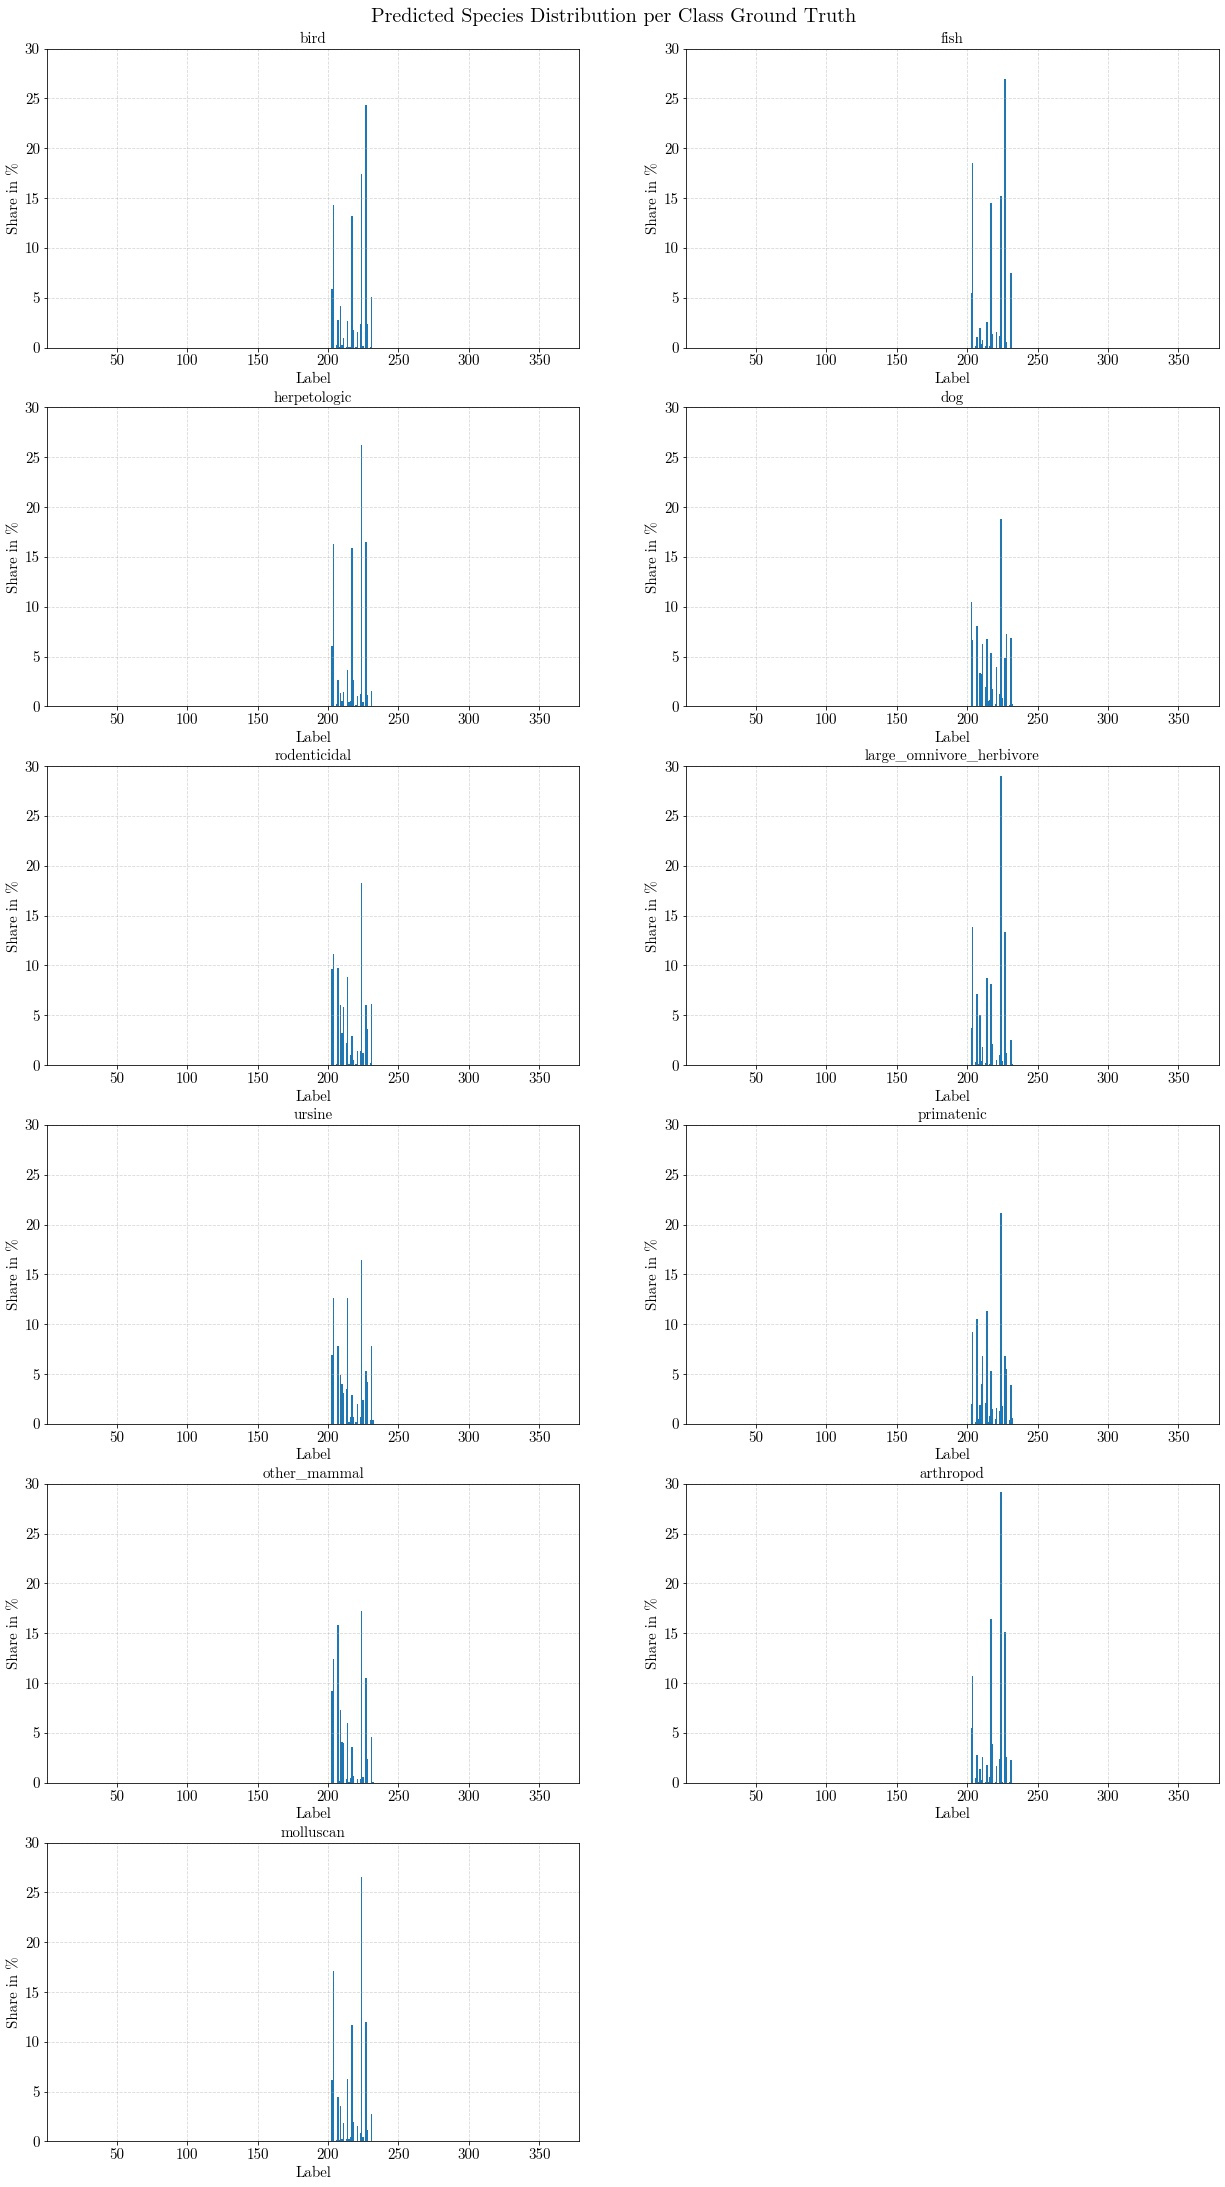 Predicted Species Distribution per Class Ground Truth
bird
30
25
20
15
10
5
0
Share in %
50 100 150 200 250 300 350
Label
fish
30
25
20
15
10
5
0
Share in %
50 100 150 200 250 300 350
Label
herpetologic
30
25
20
15
10
5
0
Share in %
50 100 150 200 250 300 350
Label
dog
30
25
20
15
10
5
0
Share in %
50 100 150 200 250 300 350
Label
rodenticidal
30
25
20
15
10
5
0
Share in %
50 100 150 200 250 300 350
Label
large_omnivore_herbivore
30
25
20
15
10
5
0
Share in %
50 100 150 200 250 300 350
Label
ursine
30
25
20
15
10
5
0
Share in %
50 100 150 200 250 300 350
Label
primatenic
30
25
20
15
10
5
0
Share in %
50 100 150 200 250 300 350
Label
other_mammal
30
25
20
15
10
5
0
Share in %
50 100 150 200 250 300 350
Label
arthropod
30
25
20
15
10
5
0
Share in %
50 100 150 200 250 300 350
Label
molluscan
30
25
20
15
10
5
0
Share in %
50 100 150 200 250 300 350
Label